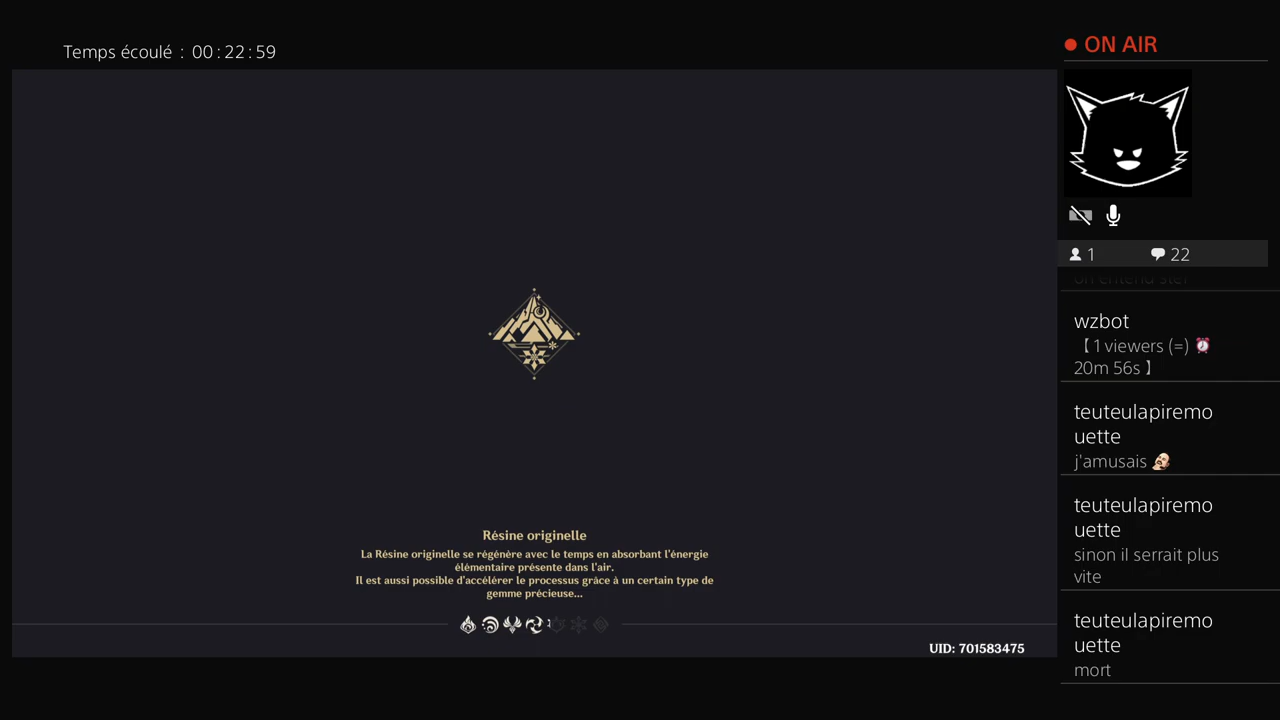 Temps écoulé : 00:22:59
ON AIR
1
22
on entend stef
wzbot
【 1 viewers (=) ⏰
20m 56s 】
teuteulapiremo
uette
j'amusais
teuteulapiremo
uette
sinon il serrait plus
vite
teuteulapiremo
uette
mort
Résine originelle
La Résine originelle se régénère avec le temps en absorbant l'énergie
élémentaire présente dans l'air.
Il est aussi possible d'accélérer le processus grâce à un certain type de
gemme précieuse...
UID: 701583475